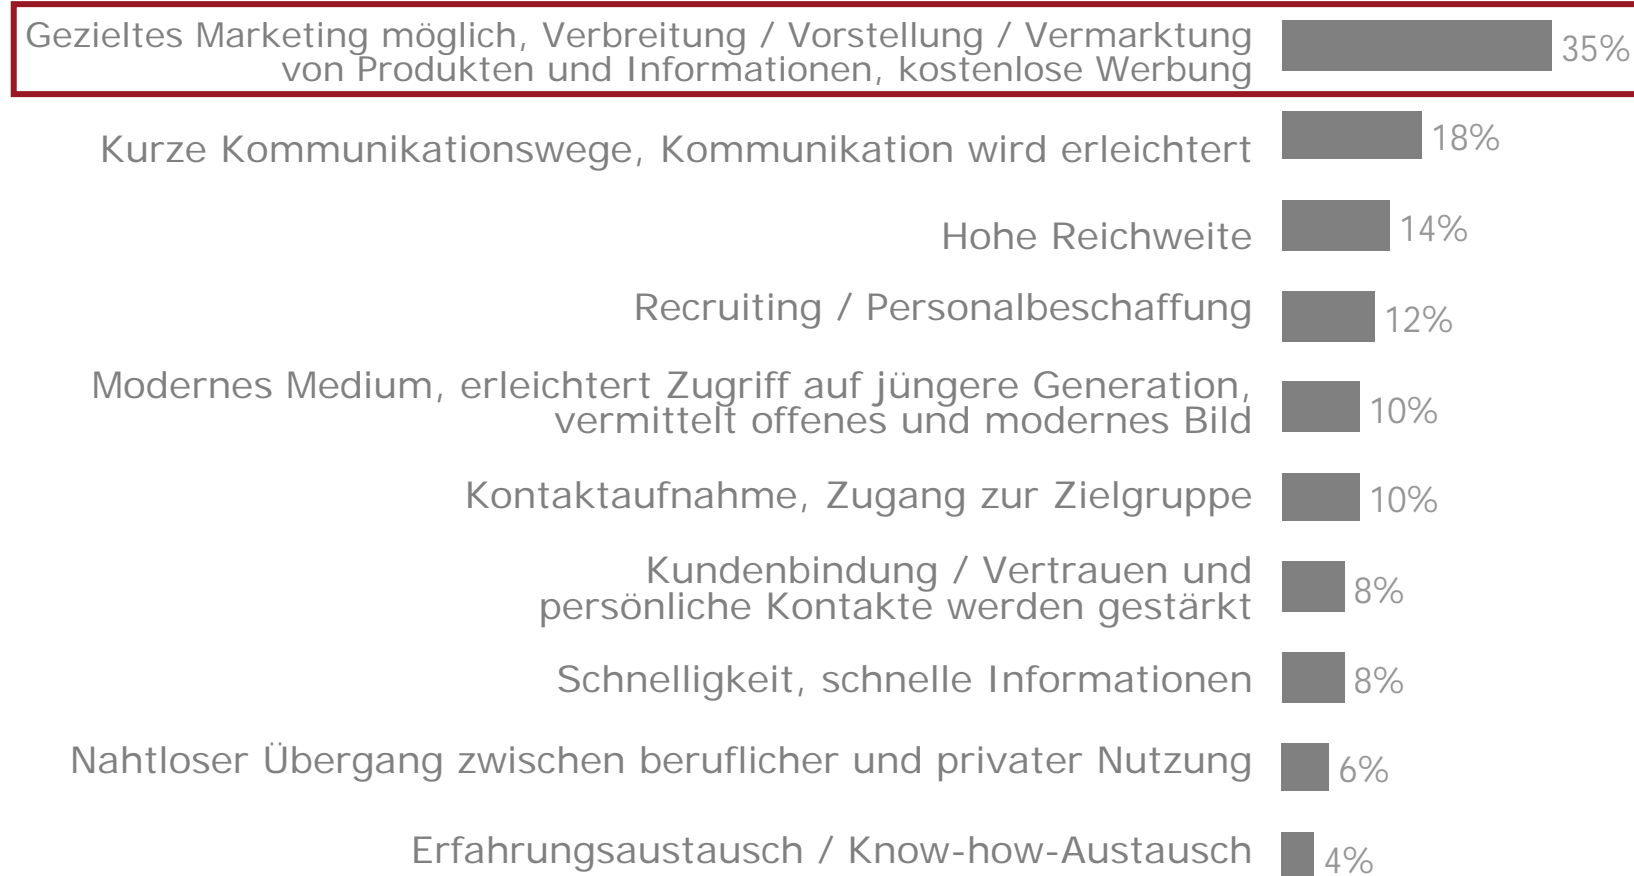 Gezieltes Marketing möglich, Verbreitung / Vorstellung / Vermarktung
von Produkten und Informationen, kostenlose Werbung
35%
Kurze Kommunikationswege, Kommunikation wird erleichtert
18%
Hohe Reichweite
14%
Recruiting / Personalbeschaffung
12%
Modernes Medium, erleichtert Zugriff auf jüngere Generation,
vermittelt offenes und modernes Bild
10%
Kontaktaufnahme, Zugang zur Zielgruppe
10%
Kundenbindung / Vertrauen und
persönliche Kontakte werden gestärkt
8%
Schnelligkeit, schnelle Informationen
8%
Nahtloser Übergang zwischen beruflicher und privater Nutzung
6%
Erfahrungsaustausch / Know-how-Austausch
4%